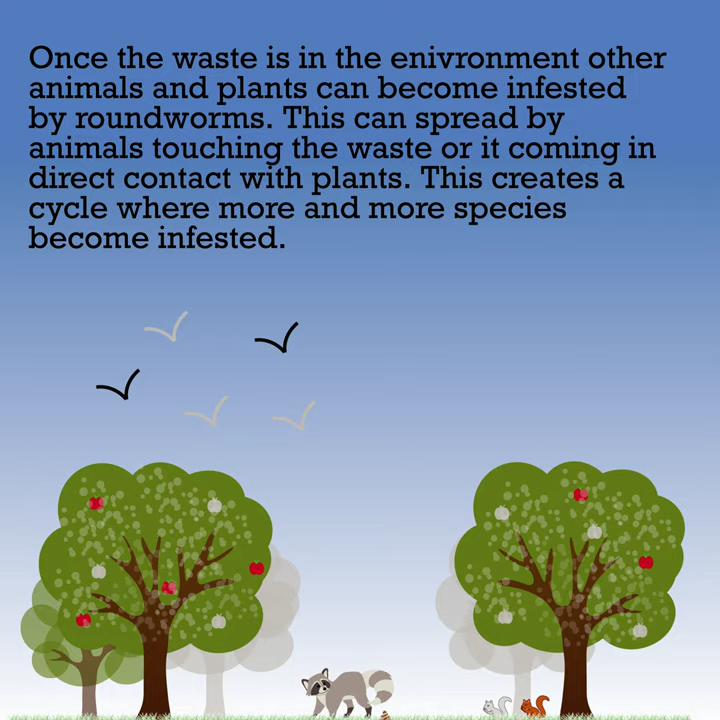 Once the waste is in the enivronment other
animals and plants can become infested
by roundworms. This can spread by
animals touching the waste or it coming in
direct contact with plants. This creates a
cycle where more and more species
become infested.